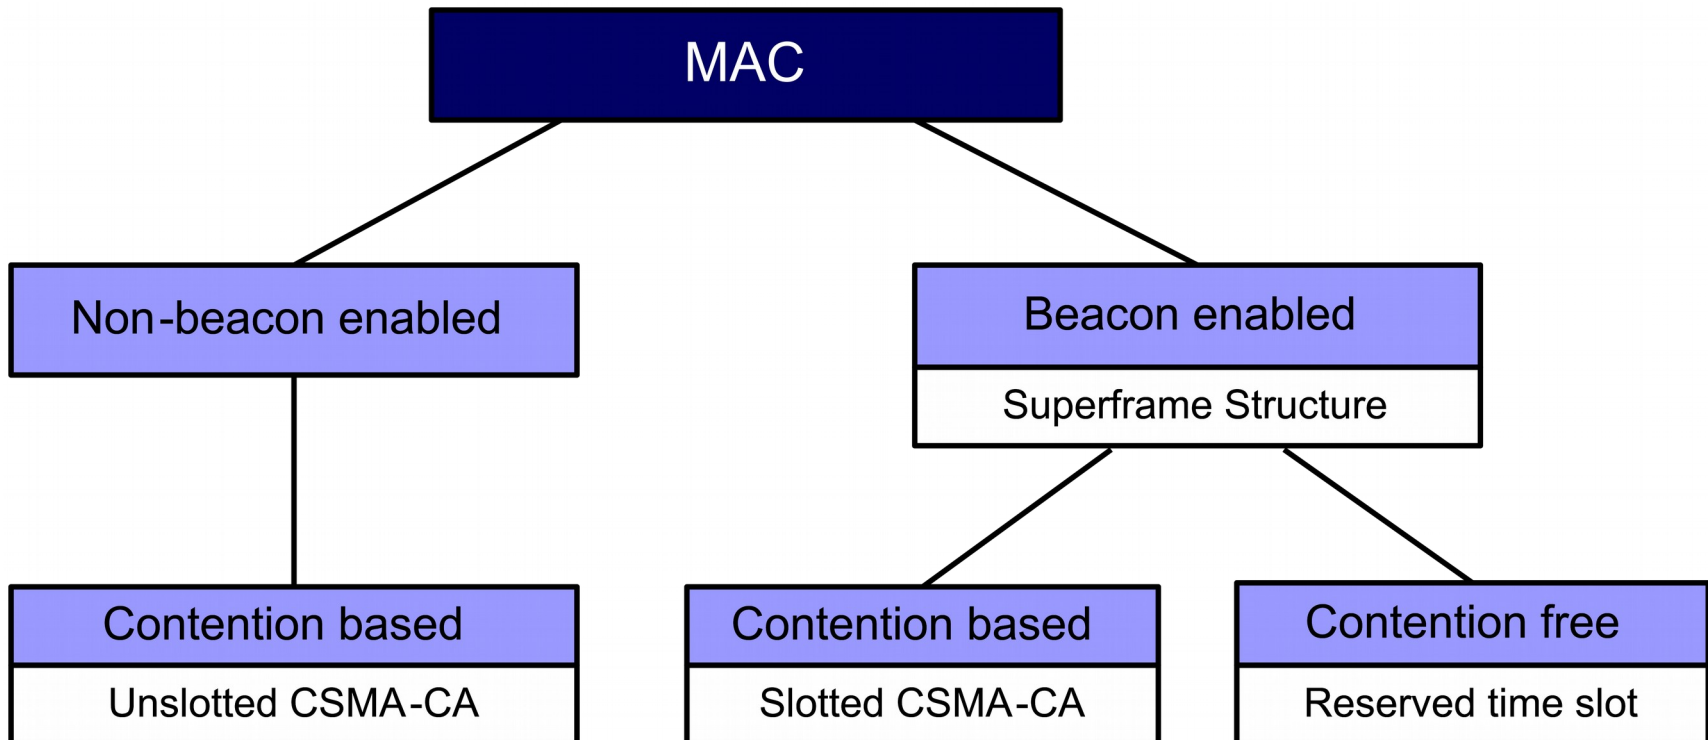 MAC
Non-beacon enabled
Beacon enabled
Superframe Structure
Contention based
Unslotted CSMA-CA
Contention based
Slotted CSMA-CA
Contention free
Reserved time slot